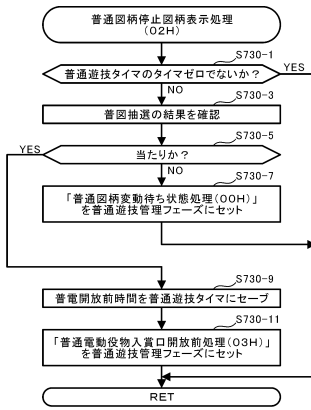 普通図柄停止図柄表示処理
(02H)
S730-1
普通遊技タイマのタイマゼロでないか?
YES
NO
S730-3
普図抽選の結果を確認
S730-5
YES
当たりか?
NO
S730-7
「普通図柄変動待ち状態処理(00H)」
を普通遊技管理フェーズにセット
S730-9
普電開放前時間を普通遊技タイマにセーブ
S730-11
「普通電動役物入賞口開放前処理(03H)」
を普通遊技管理フェーズにセット
RET